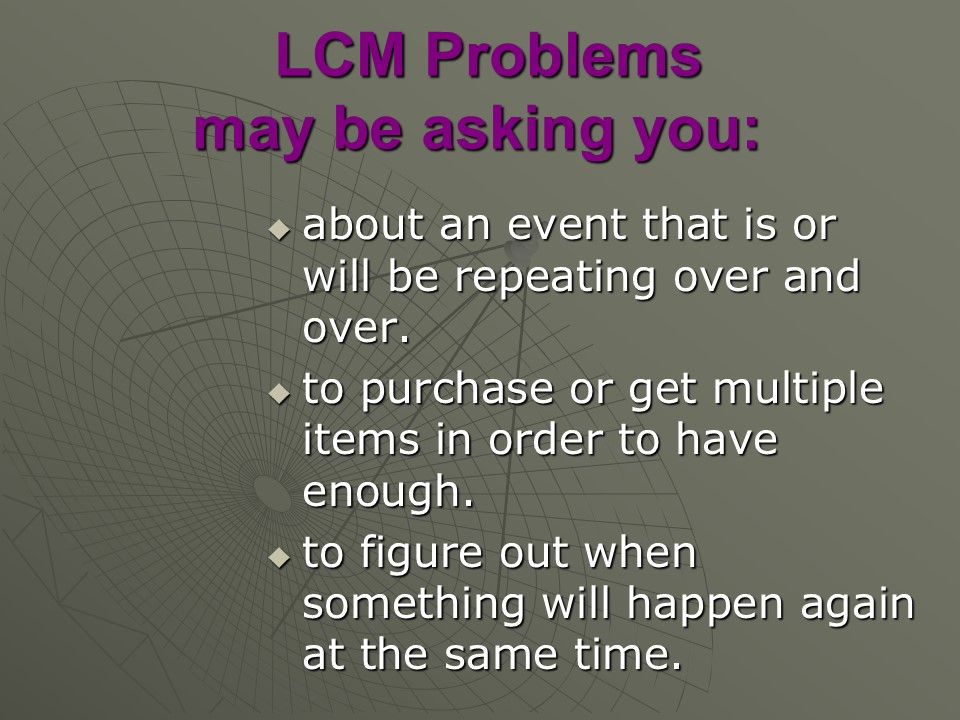 LCM Problems
may be asking you:
about an event that is or
will be repeating over and
over.
to purchase or get multiple
items in order to have
enough.
to figure out when
something will happen again
at the same time.